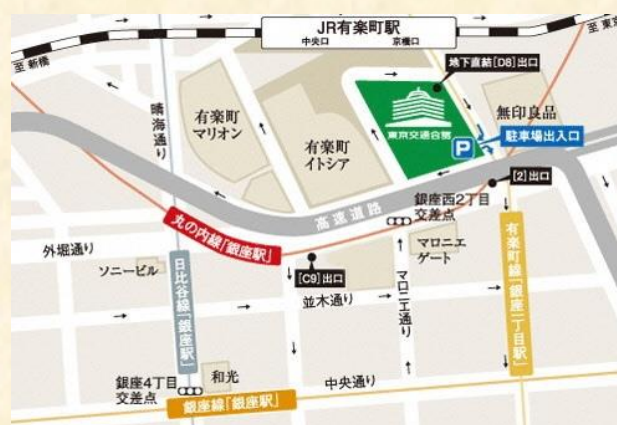 JR有楽町駅
中央口 京橋口
至 新橋
至 東京
地下直結[D8]出口
晴海通り
有楽町
マリオン
有楽町
イトシア
東京交通会館
無印良品
P
駐車場出入口
[2]出口
高速道路
銀座西2丁目
交差点
丸の内線「銀座駅」
外堀通り
ソニービル
日比谷線「銀座駅」
[C9]出口
並木通り
マロニエ
ゲート
マロニエ通り
有楽町線「銀座一丁目駅」
銀座4丁目
交差点
和光
中央通り
銀座線「銀座駅」